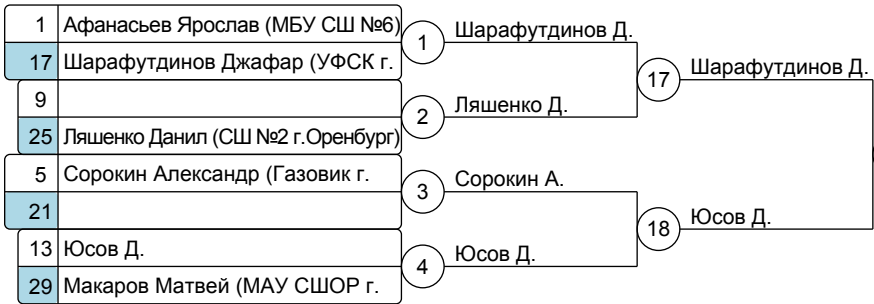 1 Афанасьев Ярослав (МБУ СШ №6)
17 Шарафутдинов Джафар (УФСК г.
1
Шарафутдинов Д.
9
25 Ляшенко Данил (СШ №2 г.Оренбург)
2
Ляшенко Д.
17
Шарафутдинов Д.
5 Сорокин Александр (Газовик г.
21
3
Сорокин А.
13 Юсов Д.
29 Макаров Матвей (МАУ СШОР г.
4
Юсов Д.
18
Юсов Д.